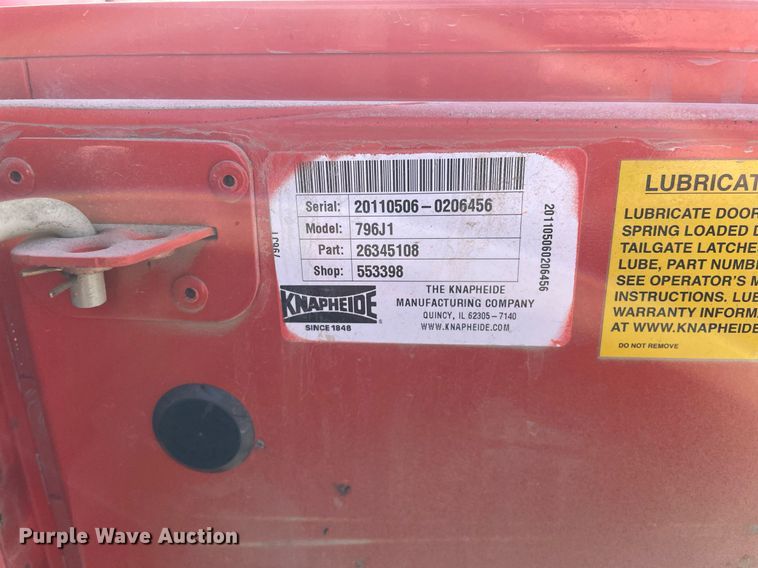 Serial: 20110506-0206456
Model: 796J1
Part: 26345108
Shop: 553398
201105060206456
KNAPHEIDE
SINCE 1848
THE KNAPHEIDE
MANUFACTURING COMPANY
QUINCY, IL 62305-7140
WWW.KNAPHEIDE.COM
LUBRICAT
LUBRICATE DOOR
SPRING LOADED D
TAILGATE LATCHE
LUBE, PART NUMB
SEE OPERATOR'S M
INSTRUCTIONS. LUB
WARRANTY INFORM
AT WWW.KNAPHEIDE
DO NOT REMOVE
Purple Wave Auction